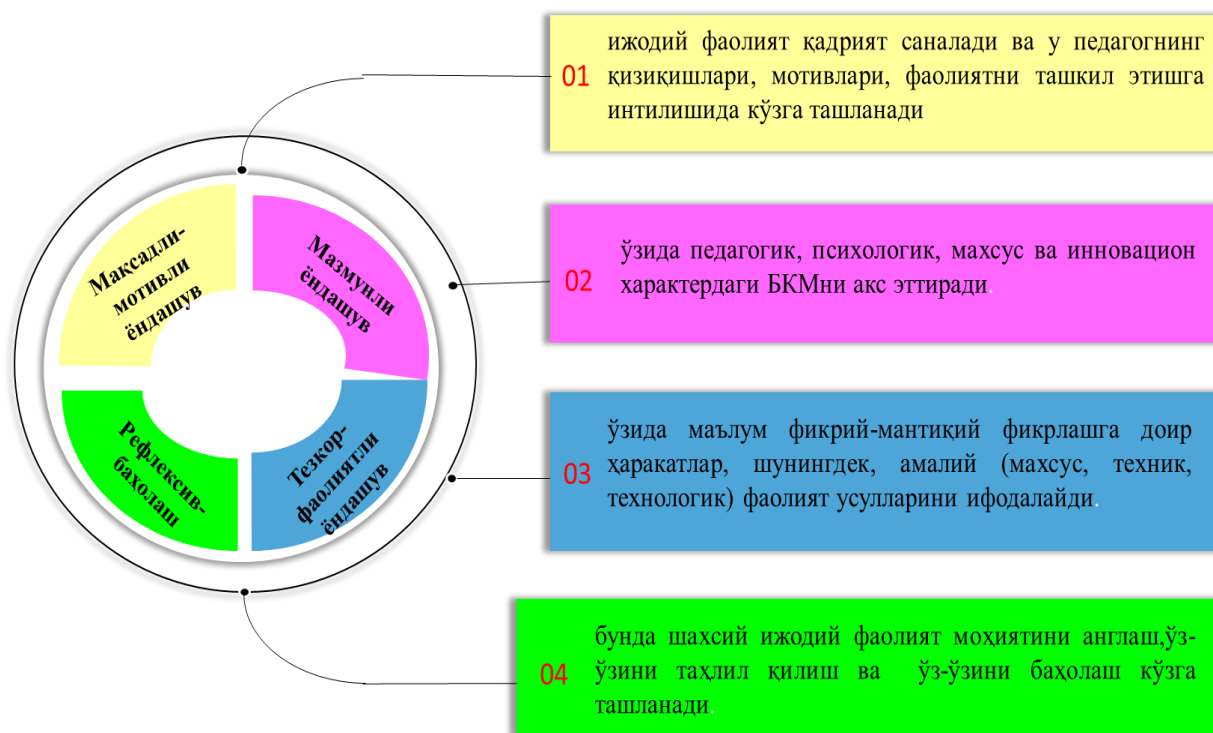 01
ижодий фаолият қадрият саналади ва у педагогнинг
қизиқишлари, мотивлари, фаолиятни ташкил этишга
интилишида кўзга ташланади
Мақсадли-
мотивли
ёндашув
Мазмунли
ёндашув
02
ўзида педагогик, психологик, махсус ва инновацион
характердаги БКМни акс эттиради.
03
ўзида маълум фикрий-мантиқий фикрлашга доир
ҳаракатлар, шунингдек, амалий (махсус, техник,
технологик) фаолият усулларини ифодалайди.
Рефлексив-
баҳолаш
Тезкор-
фаолиятли
ёндашув
04
бунда шахсий ижодий фаолият моҳиятини англаш,ўз-
ўзини таҳлил қилиш ва ўз-ўзини баҳолаш кўзга
ташланади.